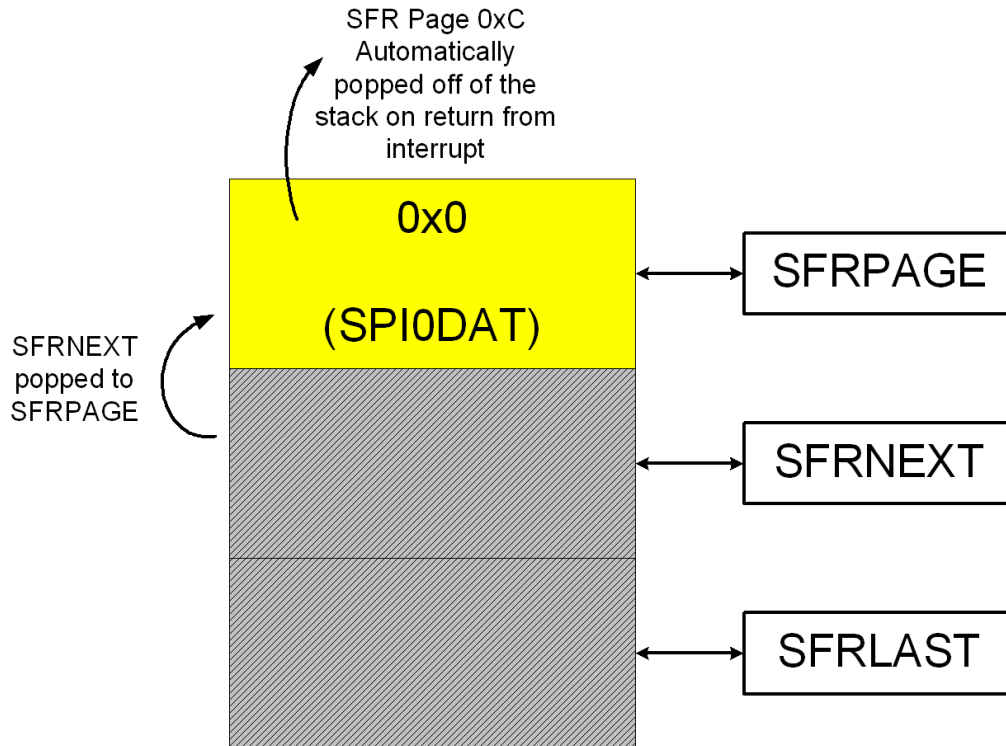 SFR Page 0xC
Automatically
popped off of the
stack on return from
interrupt
0x0
(SPI0DAT)
SFRPAGE
SFRNEXT
popped to
SFRPAGE
SFRNEXT
SFRLAST